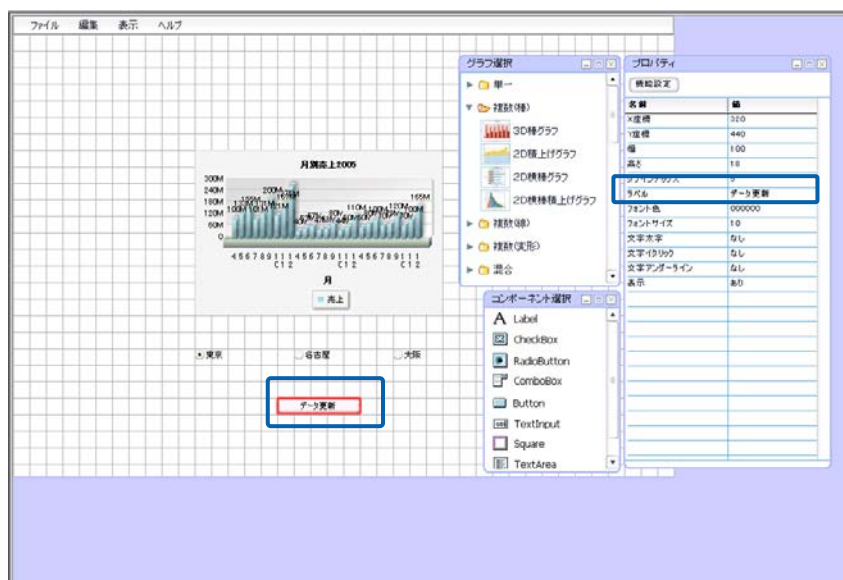 ファイル 編集 表示 ヘルプ
月別売上2005
300M
240M
180M
120M
60M
0
165M
月
売上
東京 名古屋 大阪
データ更新
グラフ選択
単一
複数(棒)
3D棒グラフ
2D積上げグラフ
2D横棒グラフ
2D横棒積上げグラフ
複数(線)
複数(変形)
混合
コンポーネント選択
Label
CheckBox
RadioButton
ComboBox
Button
TextInput
Square
TextArea
プロパティ
機能設定
名前 値
X座標 320
Y座標 440
幅 100
高さ 18
ラベル データ更新
フォント色 000000
フォントサイズ 10
文字太字 なし
文字イタリック なし
文字アンダーライン なし
表示 あり